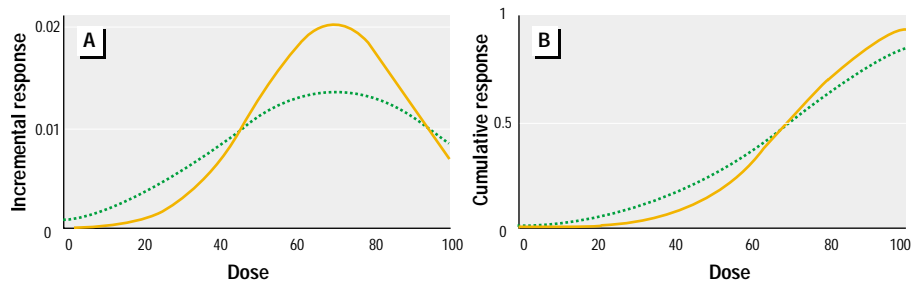 A
Incremental response
0.02
0.01
0
0 20 40 60 80 100
Dose
B
Cumulative response
1
0.5
0
0 20 40 60 80 100
Dose